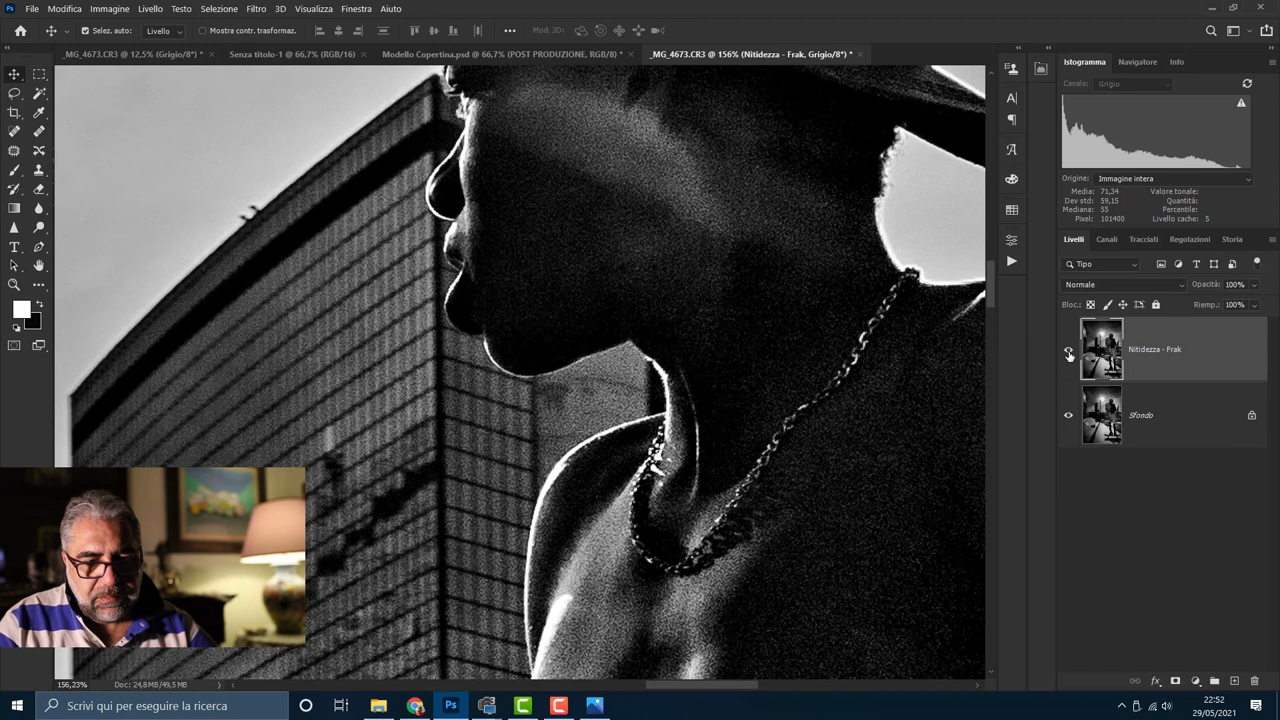 Ps File Modifica Immagine Livello Testo Selezione Filtro 3D Visualizza Finestra Aiuto
Selez. auto: Livello Mostra contr. trasformazione Mod. 3D:
_MG_4673.CR3 @ 12,5% (Grigio/8*) * × Senza titolo-1 @ 66,7% (RGB/16) × Modello Copertina.psd @ 66,7% (POST PRODUZIONE, RGB/8) * × _MG_4673.CR3 @ 156% (Nitidezza - Frak, Grigio/8*) * ×
Istogramma Navigatore Info
Canale: Grigio
Origine: Immagine intera
Media: 71,34 Valore tonale:
Dev std: 59,15 Quantità:
Mediana: 55 Percentile:
Pixel: 101400 Livello cache: 5
Livelli Canali Tracciati Regolazioni Storia
Tipo
Normale Opacità: 100%
Bloc.: Riemp.: 100%
Nitidezza - Frak
Sfondo
156,23% Doc: 24,8MB/49,5MB
Scrivi qui per eseguire la ricerca
Ps
22:52
29/05/2021